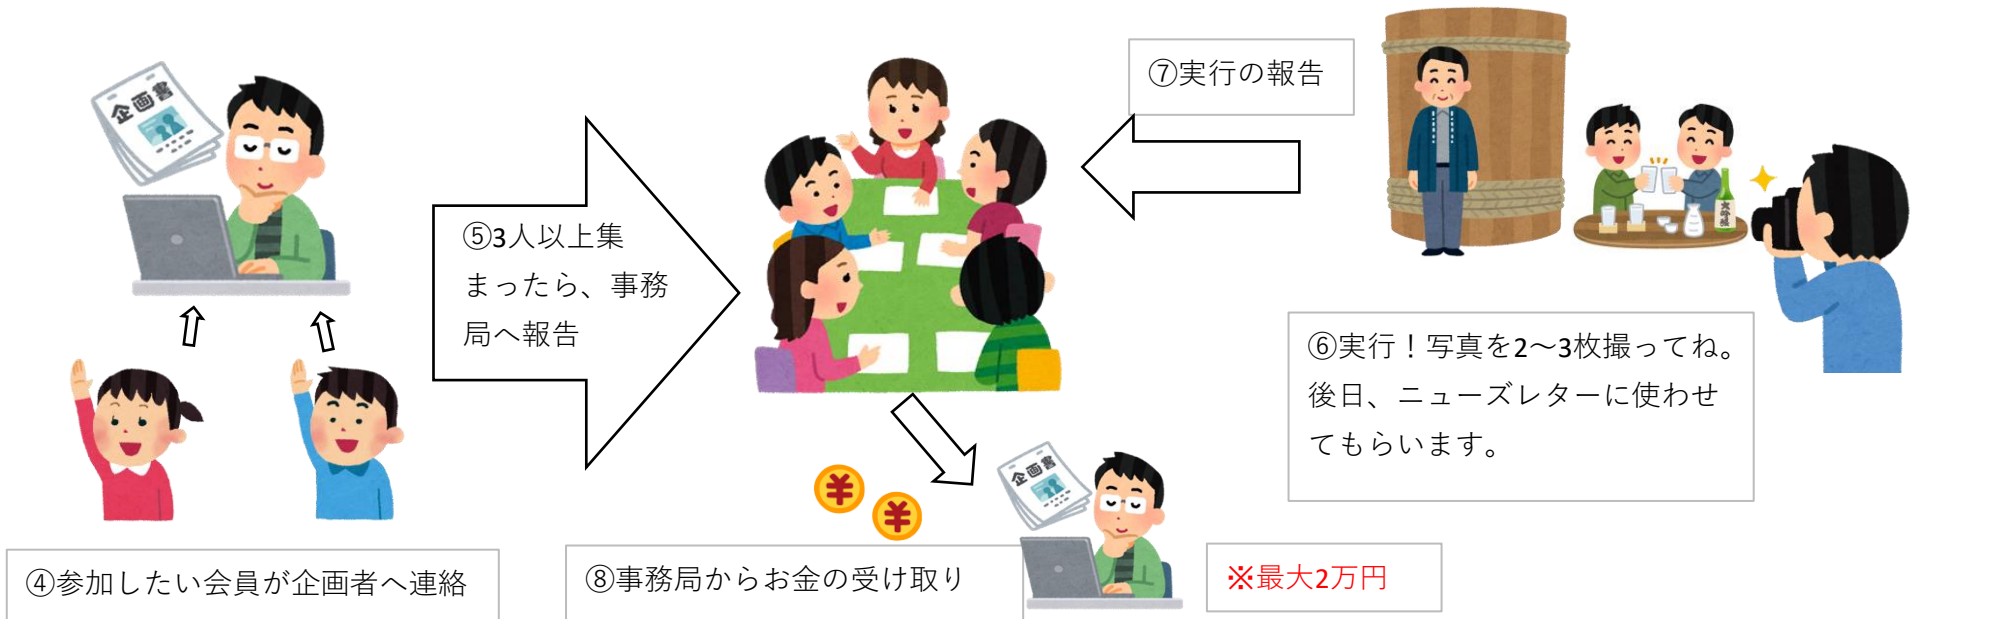 企画書
④参加したい会員が企画者へ連絡
⑤3人以上集
まったら、事務
局へ報告
⑥実行！写真を2～3枚撮ってね。
後日、ニューズレターに使わせ
てもらいます。
大吟醸
⑦実行の報告
⑧事務局からお金の受け取り
¥
¥
企画書
※最大2万円